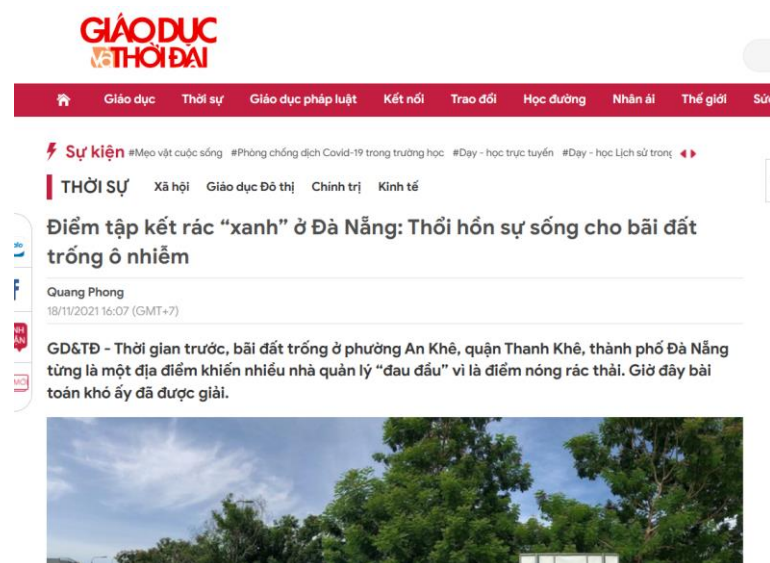 GIÁO DỤC
VÀ THỜI ĐẠI
Giáo dục Thời sự Giáo dục pháp luật Kết nối Trao đổi Học đường Nhân ái Thế giới
Sự kiện #Mẹo vặt cuộc sống #Phòng chống dịch Covid-19 trong trường học #Dạy - học trực tuyến #Dạy - học Lịch sử trong
THỜI SỰ Xã hội Giáo dục Đô thị Chính trị Kinh tế
Điểm tập kết rác “xanh” ở Đà Nẵng: Thổi hồn sự sống cho bãi đất
trống ô nhiễm
Quang Phong
18/11/2021 16:07 (GMT+7)
GD&TĐ - Thời gian trước, bãi đất trống ở phường An Khê, quận Thanh Khê, thành phố Đà Nẵng
từng là một địa điểm khiến nhiều nhà quản lý “đau đầu” vì là điểm nóng rác thải. Giờ đây bài
toán khó ấy đã được giải.